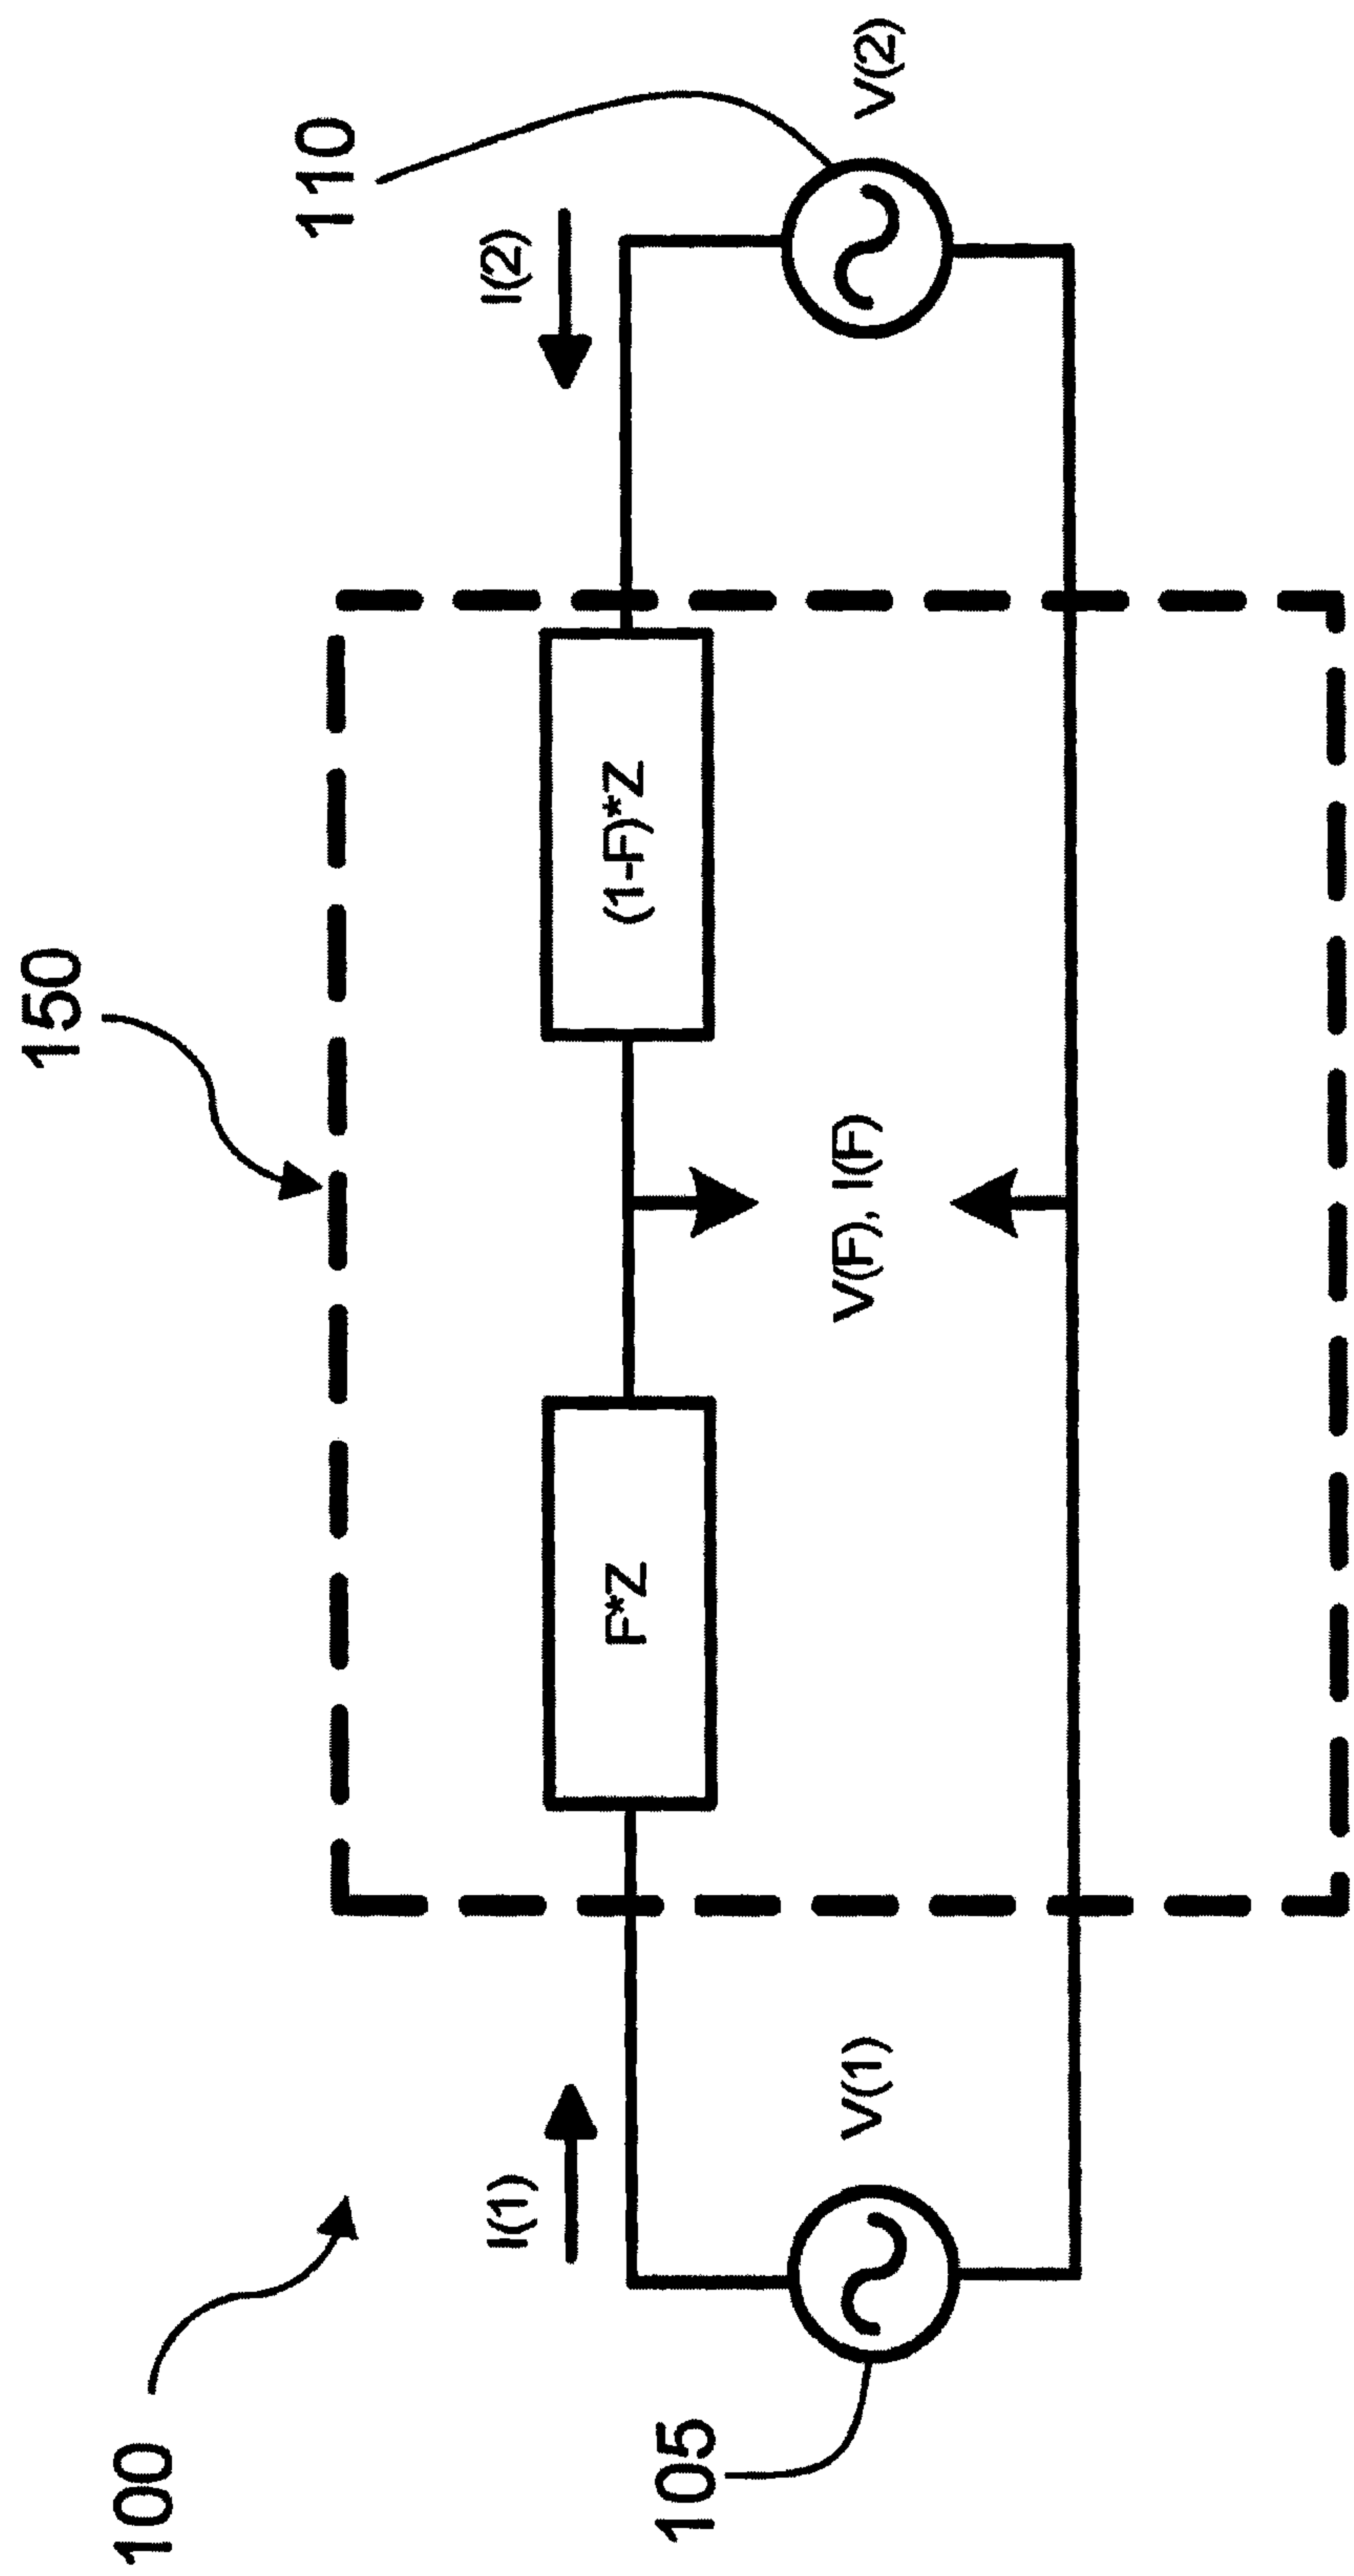 100
150
110
I(1)
I(2)
F*Z
(1-F)*Z
V(F), I(F)
105
V(1)
V(2)